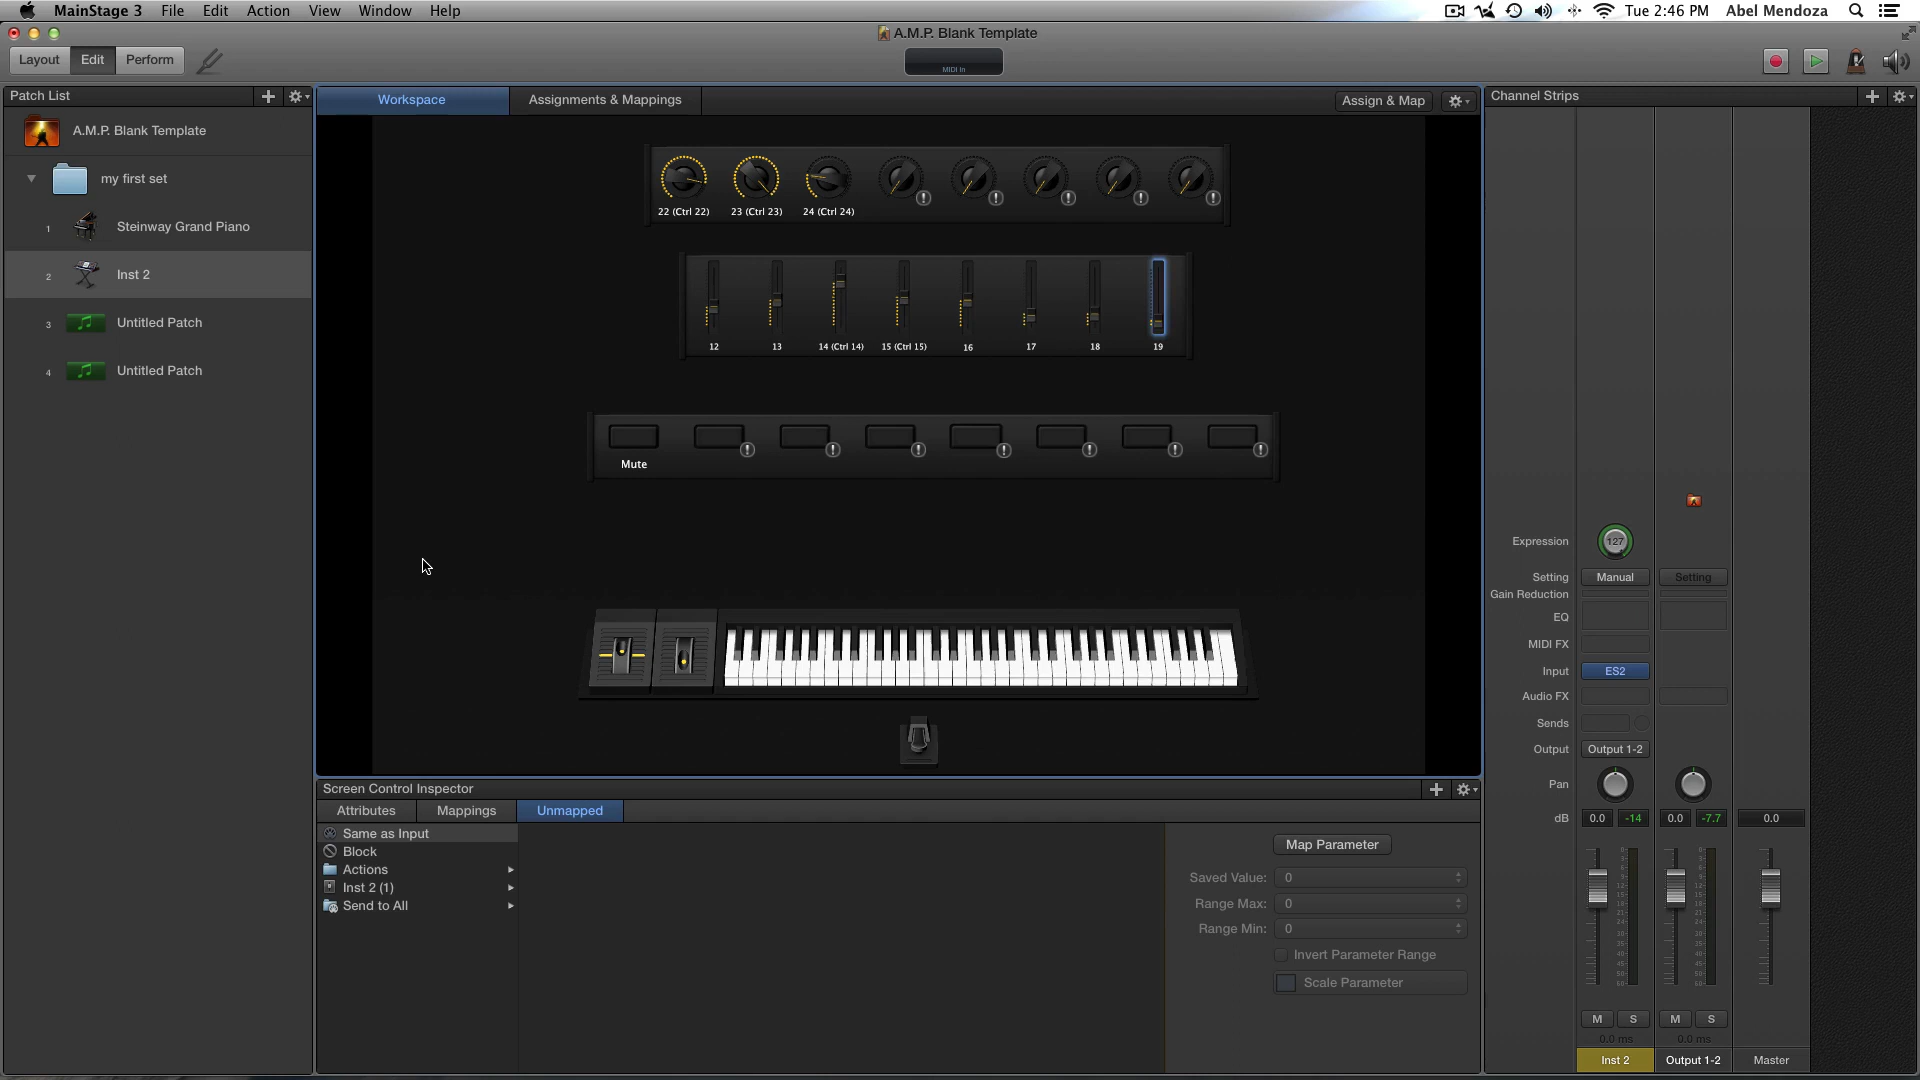 MainStage 3 File Edit Action View Window Help
Tue 2:46 PM Abel Mendoza
A.M.P. Blank Template
Layout Edit Perform
MIDI In
Patch List
Workspace Assignments & Mappings Assign & Map
Channel Strips
A.M.P. Blank Template
my first set
1 Steinway Grand Piano
2 Inst 2
3 Untitled Patch
4 Untitled Patch
22 (Ctrl 22) 23 (Ctrl 23) 24 (Ctrl 24)
12 13 14 (Ctrl 14) 15 (Ctrl 15) 16 17 18 19
Mute
Expression 127
Setting Manual Setting
Gain Reduction
EQ
MIDI FX
Input ES2
Audio FX
Sends
Output Output 1-2
Pan
dB 0.0 -14 0.0 -7.7 0.0
M S M S
0.0 ms 0.0 ms
Inst 2 Output 1-2 Master
Screen Control Inspector
Attributes Mappings Unmapped
Same as Input
Block
Actions
Inst 2 (1)
Send to All
Map Parameter
Saved Value: 0
Range Max: 0
Range Min: 0
Invert Parameter Range
Scale Parameter